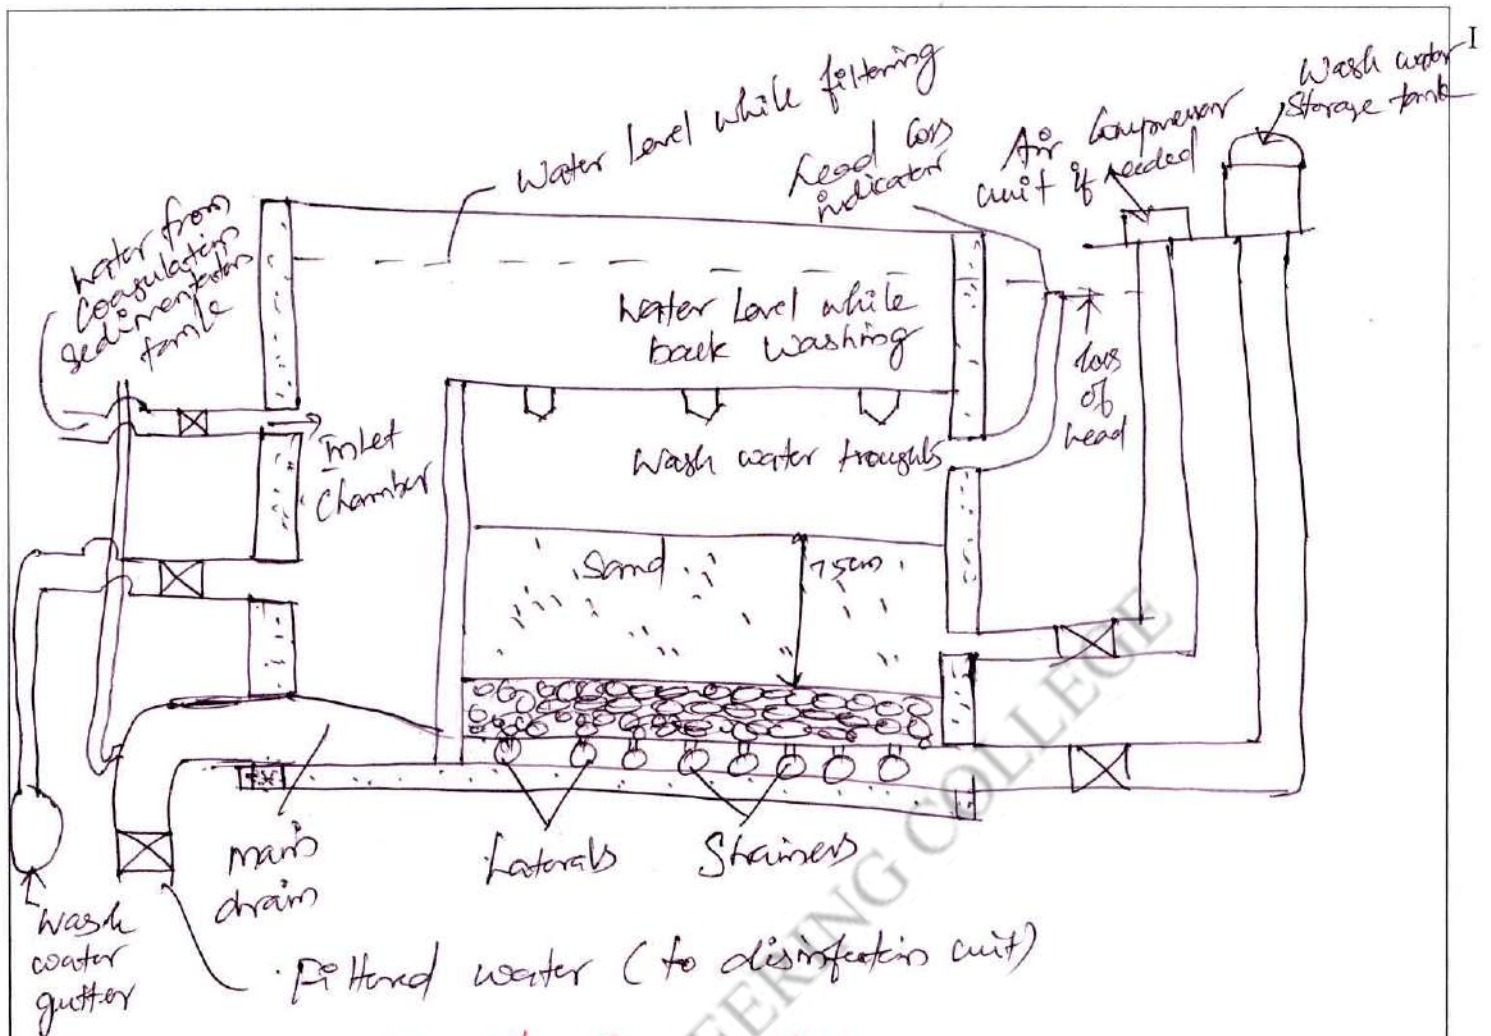 Water level while filtering
head loss
indicator
Air Compressor
unit if needed
Wash water
Storage tank
I
Water from
Coagulation
sedimentation
tank
Water level while
back washing
loss
of
head
Inlet
Chamber
Wash water troughs
Sand
75cm
main
drain
Laterals
Strainers
Wash
water
gutter
Filtered water (to disinfection unit)
EERING COLLEGE